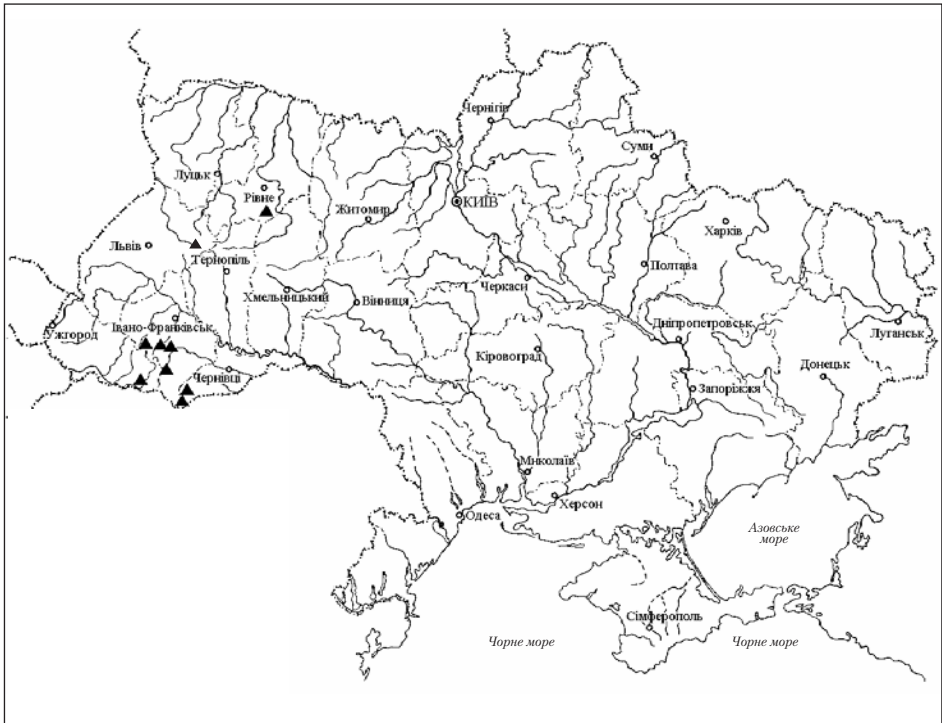 Чернігів
Суми
Луцьк
Рівне
КИЇВ
Житомир
Харків
Львів
Тернопіль
Полтава
Хмельницький
Вінниця
Черкаси
Ужгород
Івано-Франківськ
Дніпропетровськ
Луганськ
Кіровоград
Донецьк
Чернівці
Запоріжжя
Миколаїв
Херсон
Одеса
Азовське
море
Сімферополь
Чорне море
Чорне море